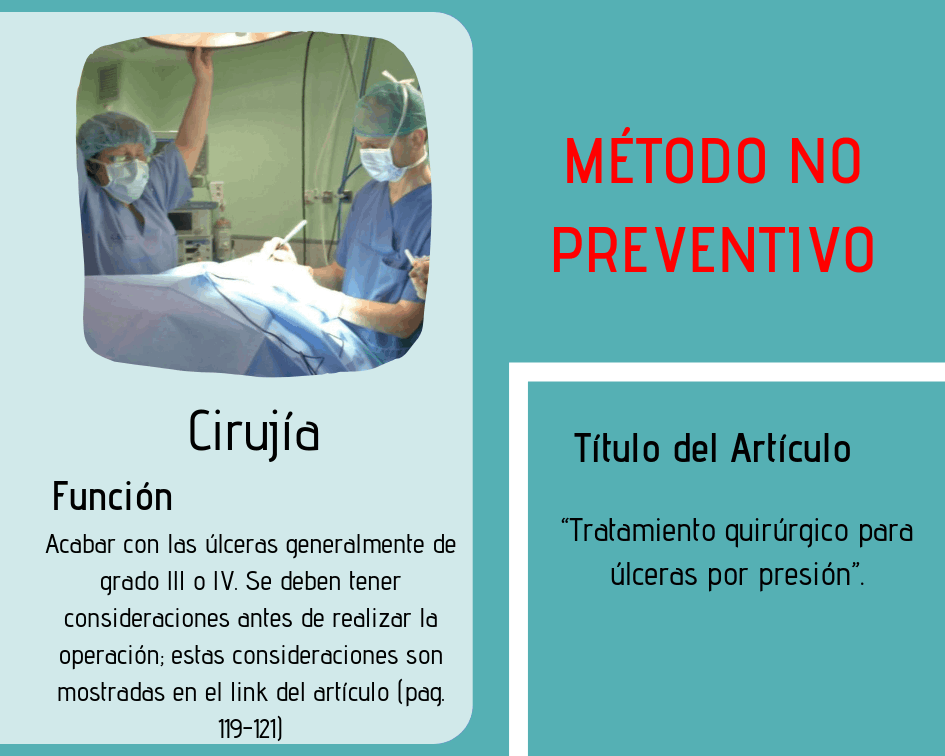 MÉTODO NO
PREVENTIVO
Cirujía
Función
Acabar con las úlceras generalmente de
grado III o IV. Se deben tener
consideraciones antes de realizar la
operación; estas consideraciones son
mostradas en el link del artículo (pag.
119-121)
Título del Artículo
“Tratamiento quirúrgico para
úlceras por presión”.